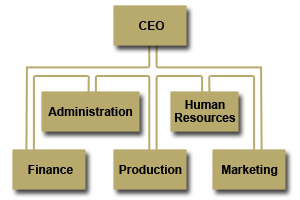 CEO
Administration
Human
Resources
Finance
Production
Marketing